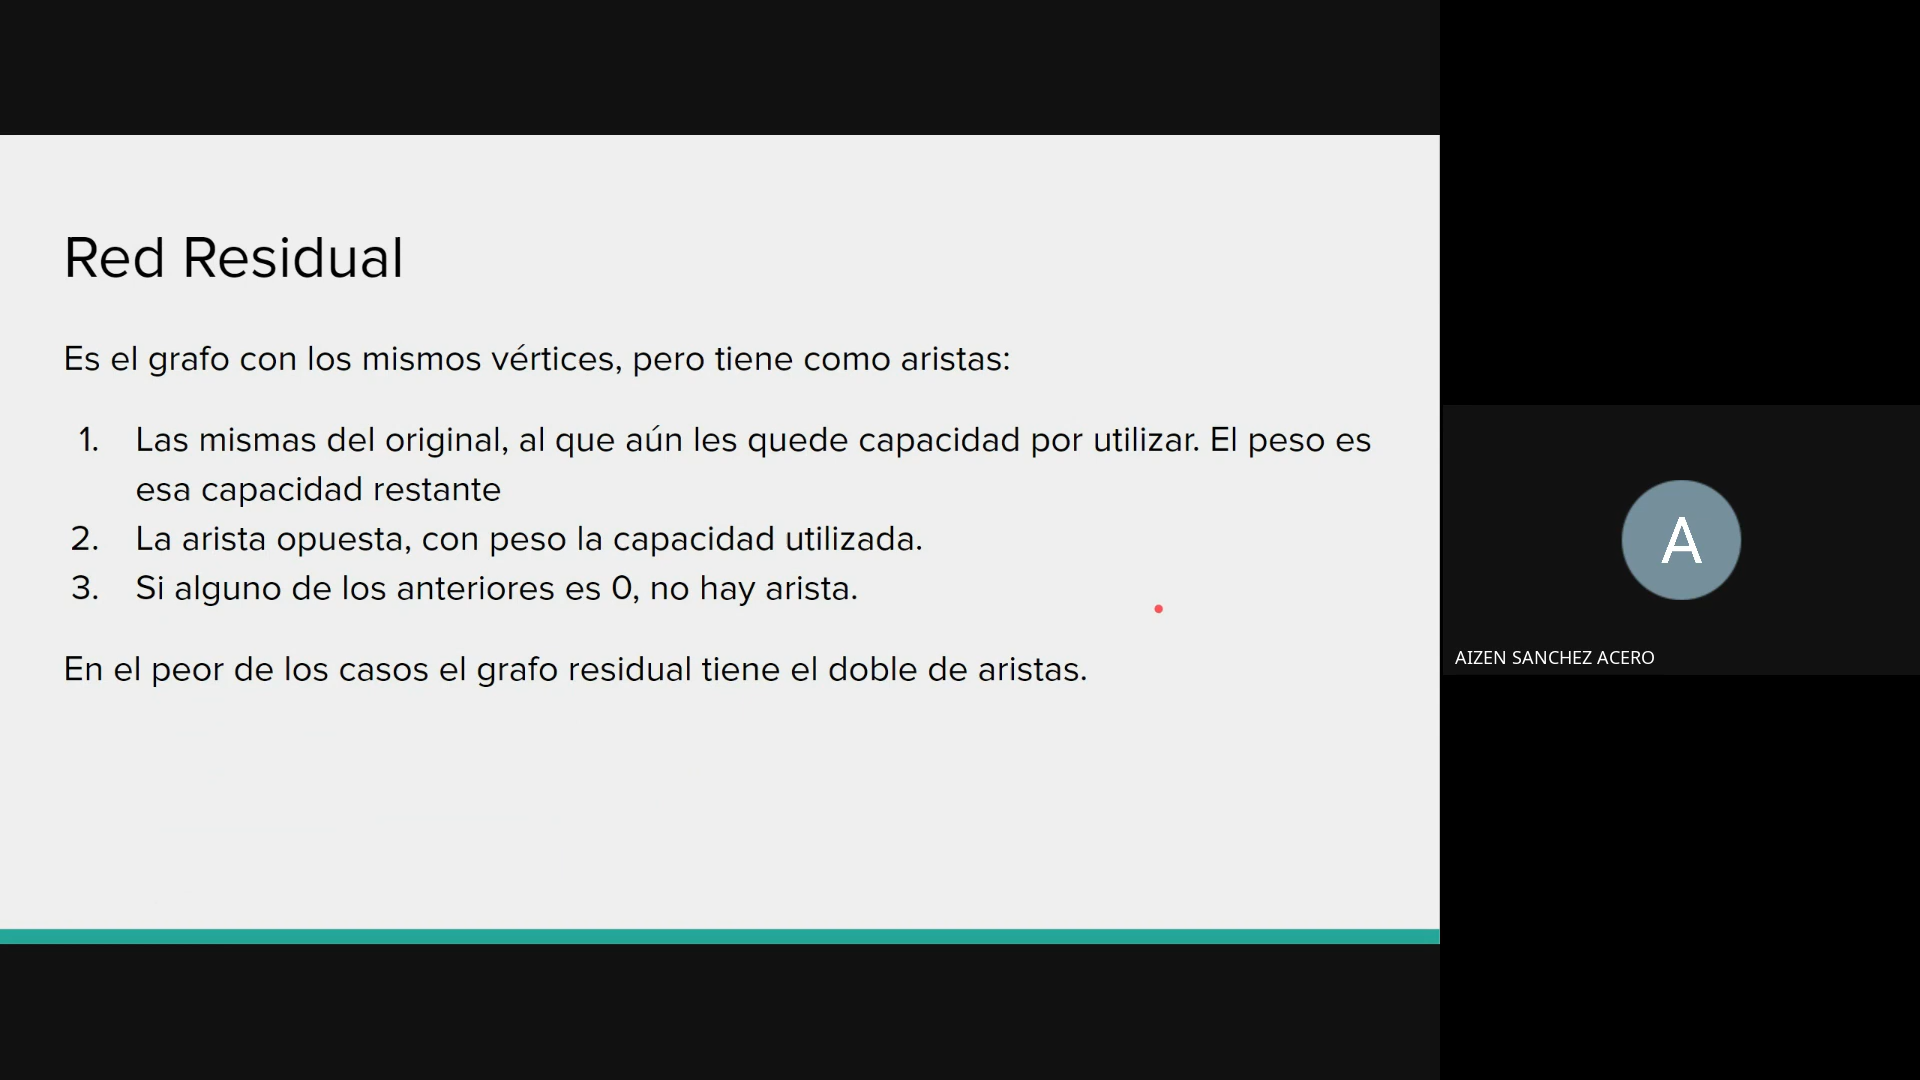 Red Residual
Es el grafo con los mismos vértices, pero tiene como aristas:
1. Las mismas del original, al que aún les quede capacidad por utilizar. El peso es
esa capacidad restante
2. La arista opuesta, con peso la capacidad utilizada.
3. Si alguno de los anteriores es 0, no hay arista.
En el peor de los casos el grafo residual tiene el doble de aristas.
A
AIZEN SANCHEZ ACERO